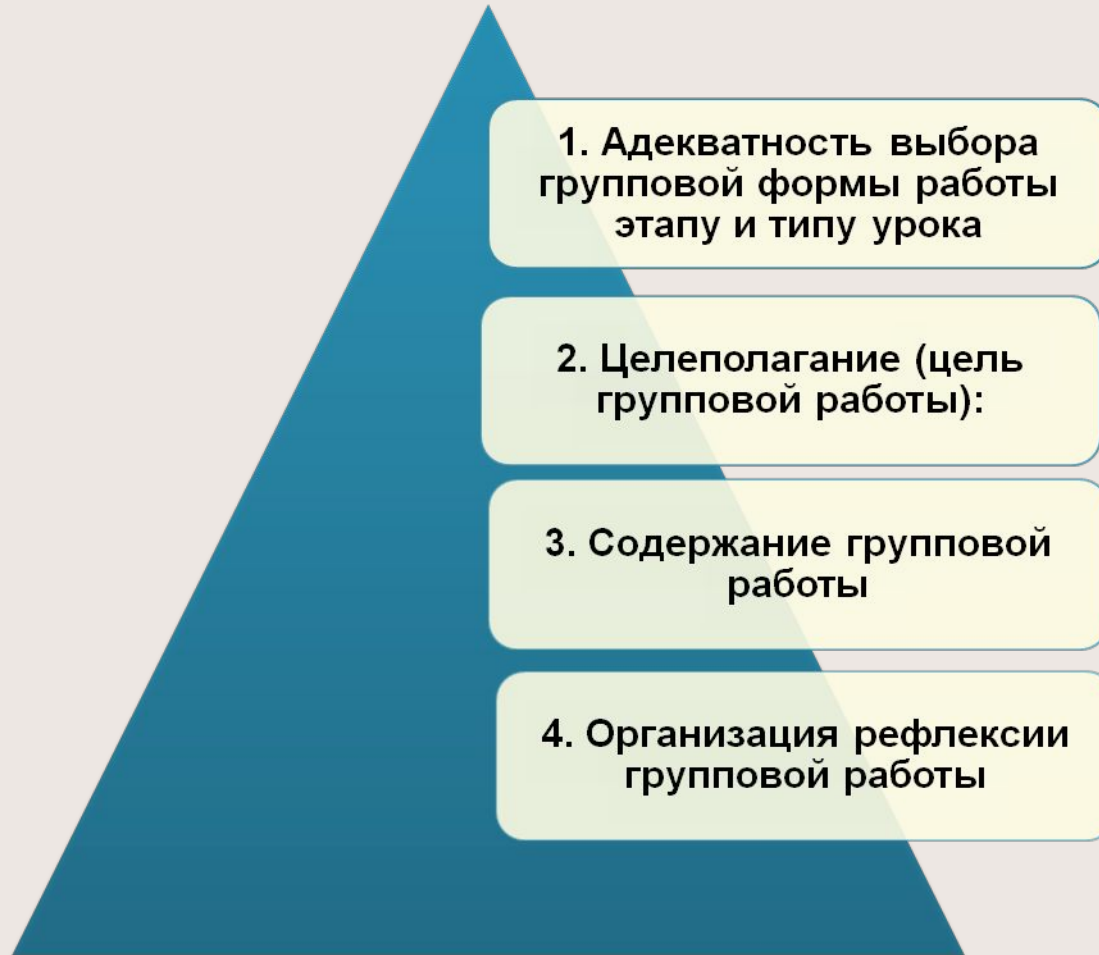 1. Адекватность выбора
групповой формы работы
этапу и типу урока
2. Целеполагание (цель
групповой работы):
3. Содержание групповой
работы
4. Организация рефлексии
групповой работы